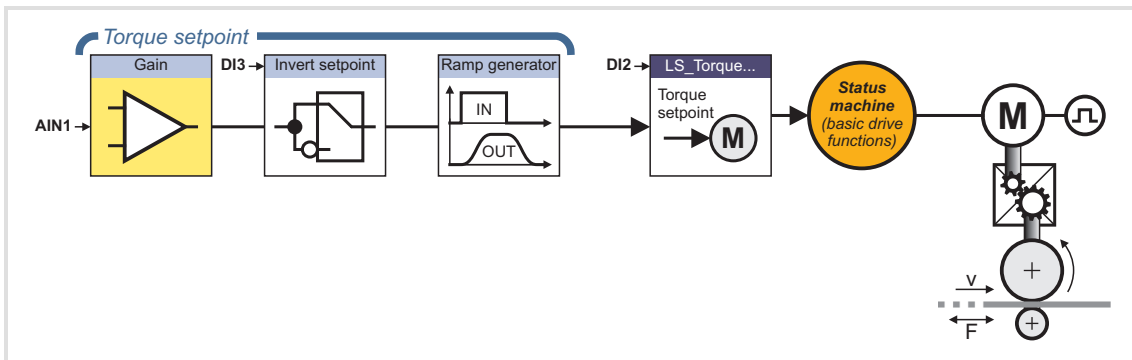 Torque setpoint
Gain
DI3
Invert setpoint
Ramp generator
DI2
LS_Torque...
AIN1
IN
OUT
Torque
setpoint
M
Status
machine
(basic drive
functions)
M
v
F